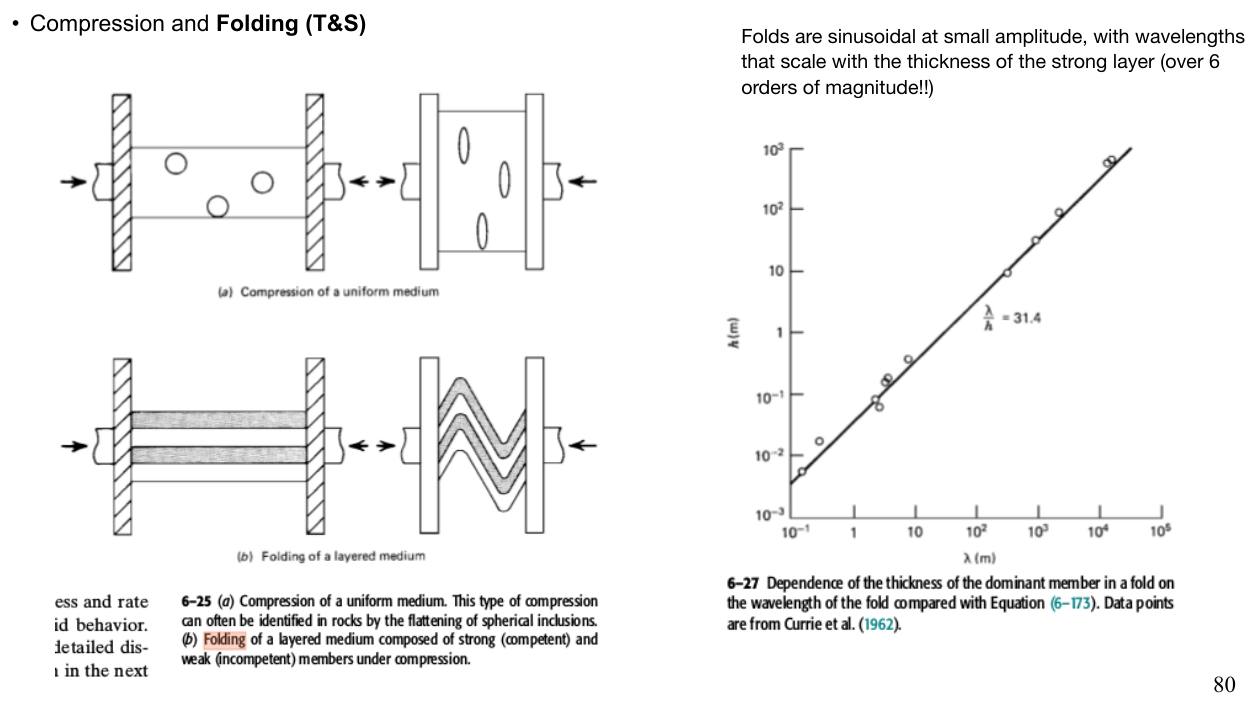 • Compression and Folding (T&S)
Folds are sinusoidal at small amplitude, with wavelengths
that scale with the thickness of the strong layer (over 6
orders of magnitude!!)
(a) Compression of a uniform medium
(b) Folding of a layered medium
ess and rate
id behavior.
detailed dis-
in the next
6–25 (a) Compression of a uniform medium. This type of compression
can often be identified in rocks by the flattening of spherical inclusions.
(b) Folding of a layered medium composed of strong (competent) and
weak (incompetent) members under compression.
10³
10²
10
1
10⁻¹
10⁻²
10⁻³
h (m)
λ/h = 31.4
10⁻¹ 1 10 10² 10³ 10⁴ 10⁵
λ (m)
6–27 Dependence of the thickness of the dominant member in a fold on
the wavelength of the fold compared with Equation (6–173). Data points
are from Currie et al. (1962).
80